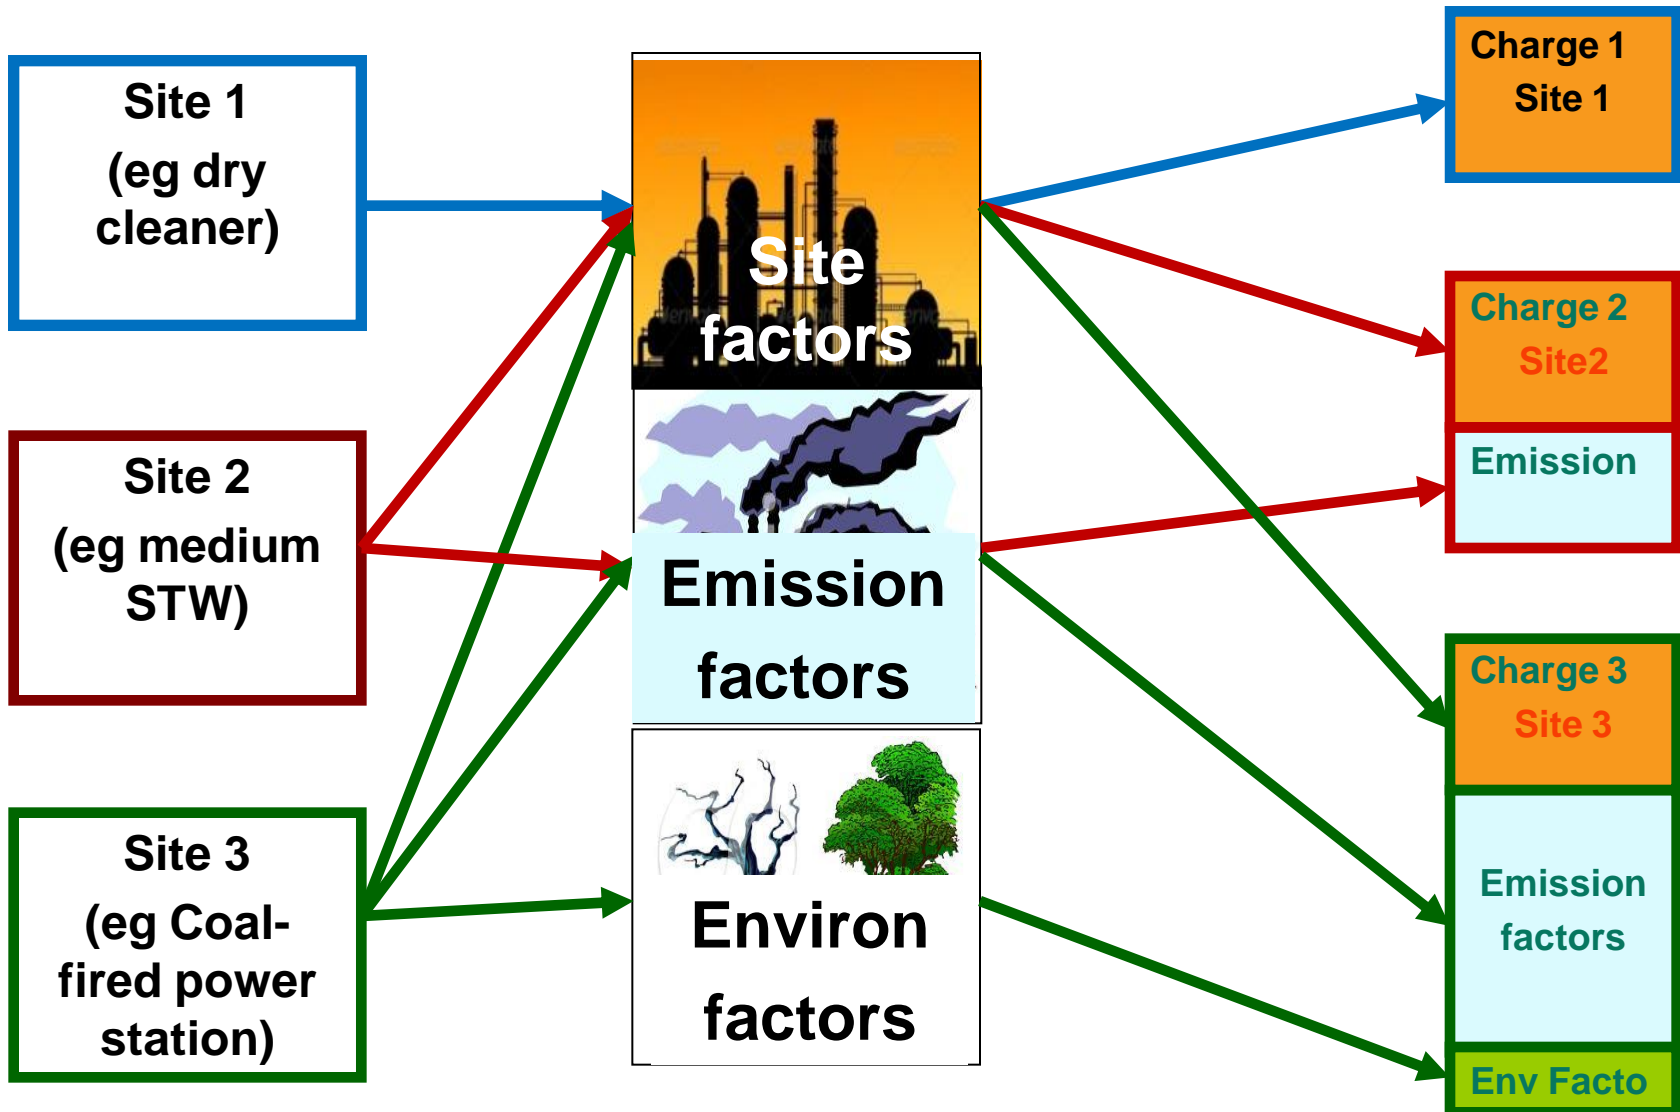 Site 1
(eg dry
cleaner)
Site 2
(eg medium
STW)
Site 3
(eg Coal-
fired power
station)
Site
factors
Emission
factors
Environ
factors
Charge 1
Site 1
Charge 2
Site2
Emission
Charge 3
Site 3
Emission
factors
Env Facto